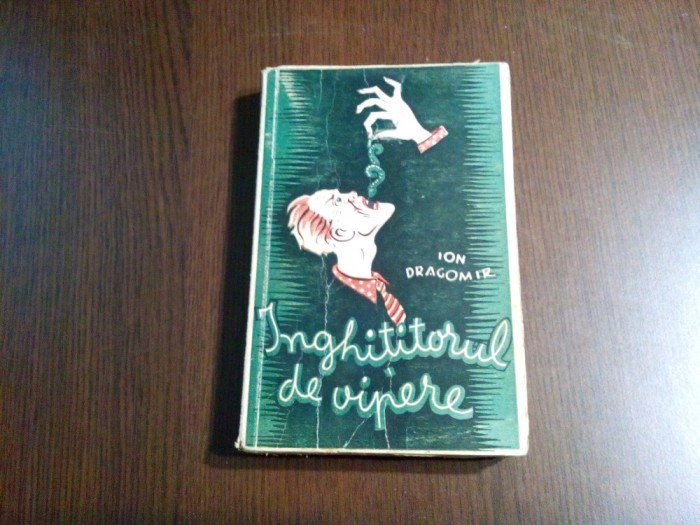 ION
DRAGOMIR
Inghititorul
de vipere